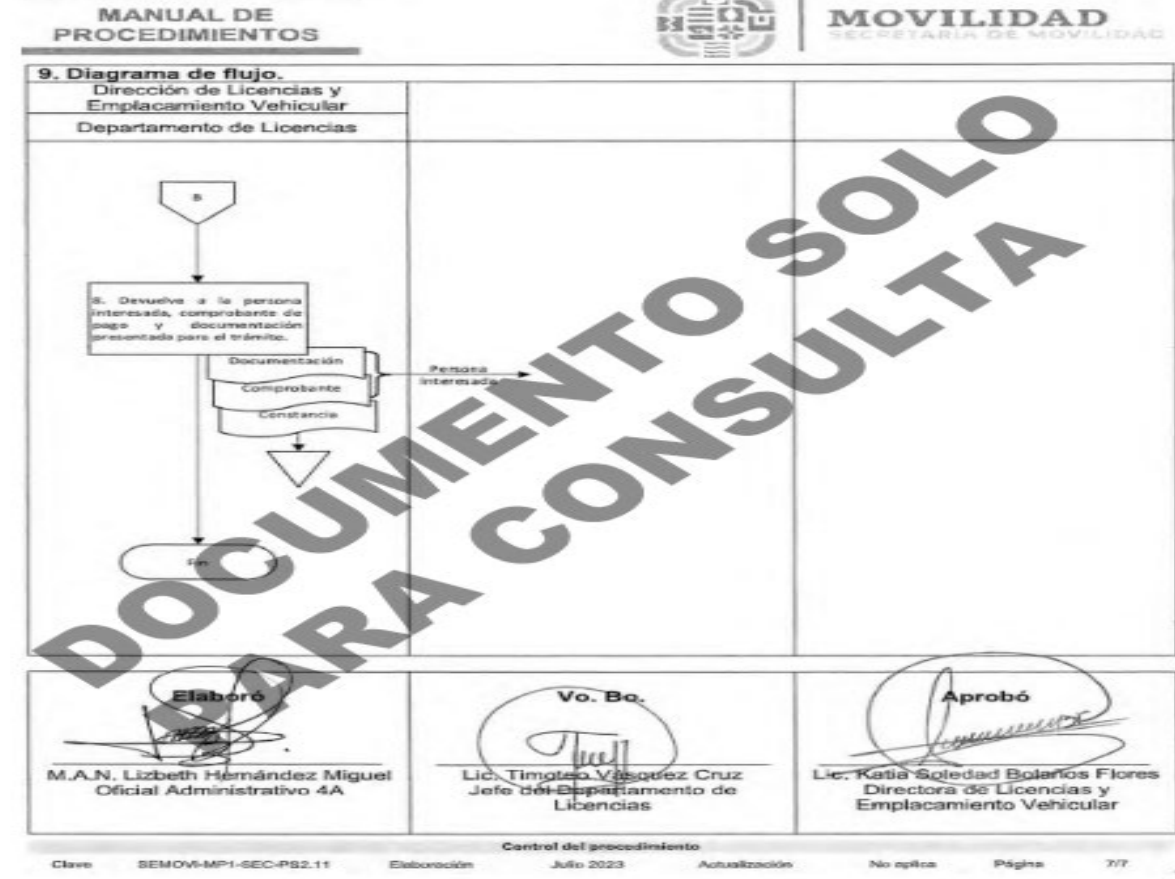 MANUAL DE
PROCEDIMIENTOS
MOVILIDAD
SECRETARÍA DE MOVILIDAD
9. Diagrama de flujo.
Dirección de Licencias y
Emplacamiento Vehicular
Departamento de Licencias
8. Devuelve a la persona
interesada, comprobante de
pago y documentación
presentada para el trámite.
Documentación
Comprobante
Constancia
Persona
Interesada
Fin
DOCUMENTO SOLO
PARA CONSULTA
Elaboró
M.A.N. Lizbeth Hernández Miguel
Oficial Administrativo 4A
Vo. Bo.
Lic. Timoteo Vásquez Cruz
Jefe del Departamento de
Licencias
Aprobó
Lic. Katia Soledad Bolaños Flores
Directora de Licencias y
Emplacamiento Vehicular
Control del procedimiento
Clave SEMOVI-MP1-SEC-PS2.11 Elaboración Julio 2023 Actualización No aplica Página 7/7